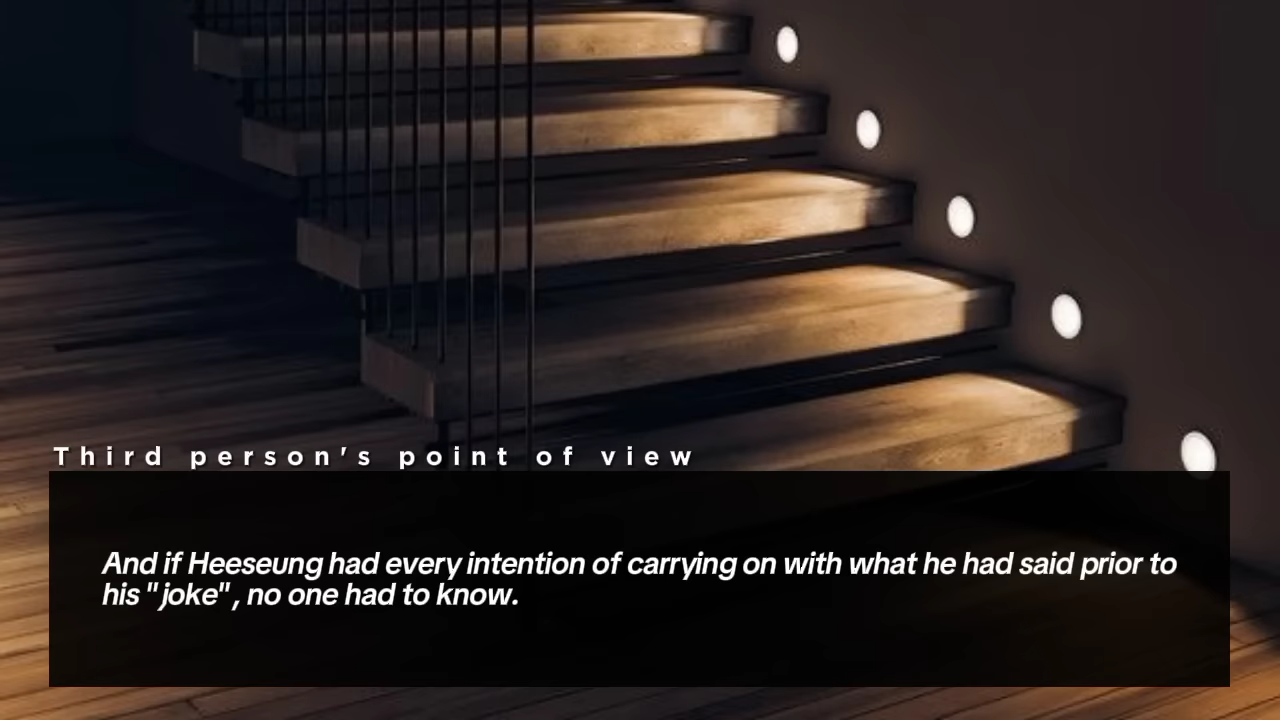 Third person's point of view
And if Heeseung had every intention of carrying on with what he had said prior to
his "joke", no one had to know.